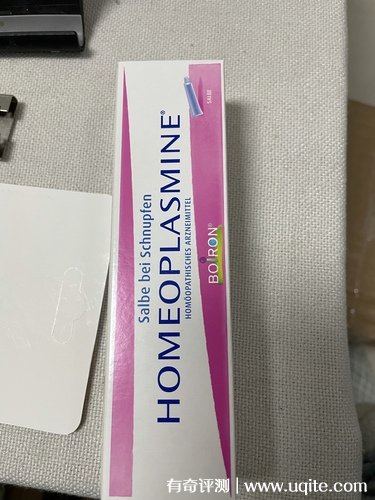 Salbe bei Schnupfen
HOMEOPLASMINE®
HOMÖOPATHISCHES ARZNEIMITTEL
BOIRON®
SALBE
有奇评测 | www.uqite.com